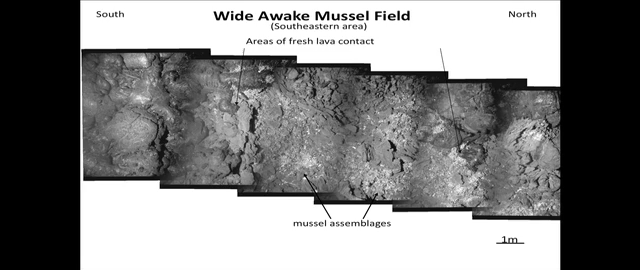 South
Wide Awake Mussel Field
North
(Southeastern area)
Areas of fresh lava contact
mussel assemblages
1m